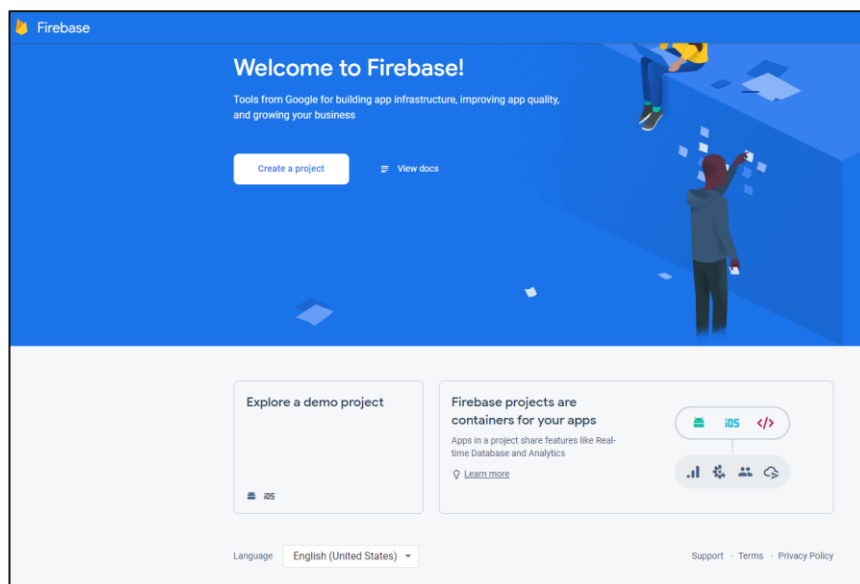 Firebase
Welcome to Firebase!
Tools from Google for building app infrastructure, improving app quality,
and growing your business
Create a project
View docs
Explore a demo project
iOS
Firebase projects are
containers for your apps
Apps in a project share features like Real-
time Database and Analytics
Learn more
iOS </>
Language English (United States)
Support · Terms · Privacy Policy